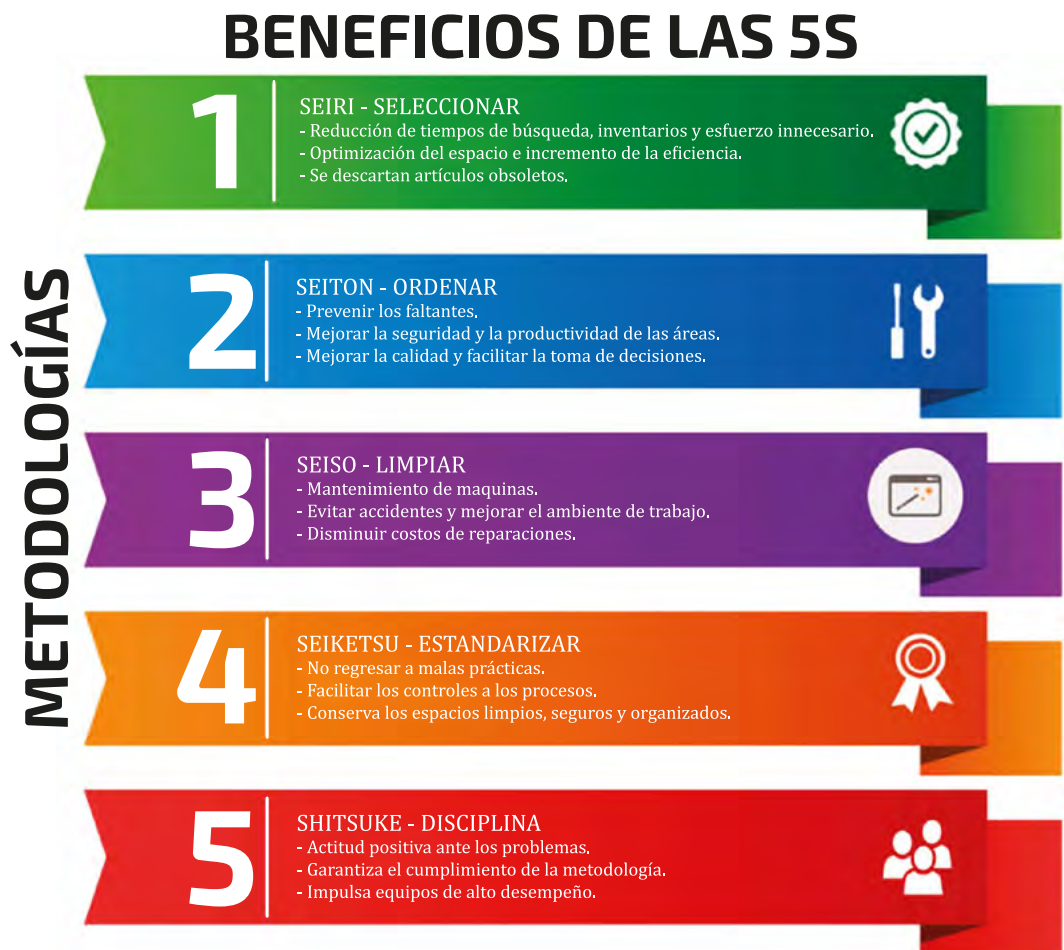 BENEFICIOS DE LAS 5S
METODOLOGÍAS
1
SEIRI - SELECCIONAR
- Reducción de tiempos de búsqueda, inventarios y esfuerzo innecesario.
- Optimización del espacio e incremento de la eficiencia.
- Se descartan artículos obsoletos.
2
SEITON - ORDENAR
- Prevenir los faltantes.
- Mejorar la seguridad y la productividad de las áreas.
- Mejorar la calidad y facilitar la toma de decisiones.
3
SEISO - LIMPIAR
- Mantenimiento de maquinas.
- Evitar accidentes y mejorar el ambiente de trabajo.
- Disminuir costos de reparaciones.
4
SEIKETSU - ESTANDARIZAR
- No regresar a malas prácticas.
- Facilitar los controles a los procesos.
- Conserva los espacios limpios, seguros y organizados.
5
SHITSUKE - DISCIPLINA
- Actitud positiva ante los problemas.
- Garantiza el cumplimiento de la metodología.
- Impulsa equipos de alto desempeño.